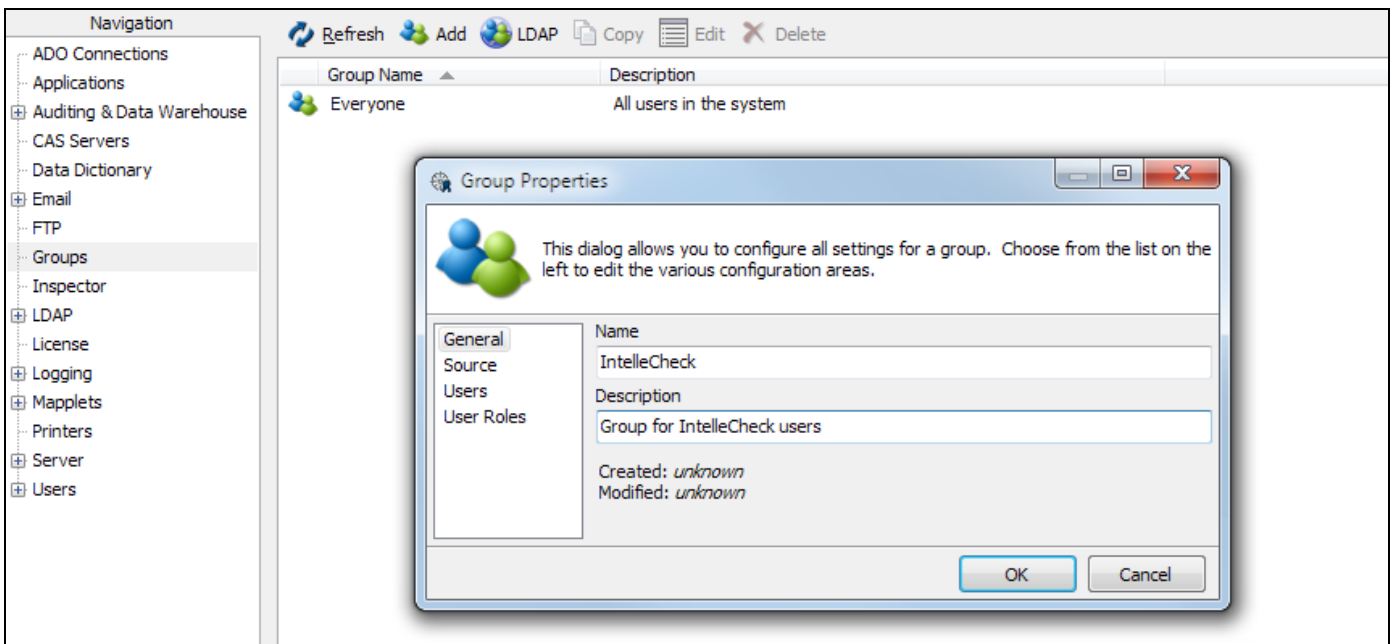 Navigation
ADO Connections
Applications
Auditing & Data Warehouse
CAS Servers
Data Dictionary
Email
FTP
Groups
Inspector
LDAP
License
Logging
Mapplets
Printers
Server
Users
Refresh Add LDAP Copy Edit Delete
Group Name Description
Everyone All users in the system
Group Properties
This dialog allows you to configure all settings for a group. Choose from the list on the
left to edit the various configuration areas.
General
Source
Users
User Roles
Name
IntelleCheck
Description
Group for IntelleCheck users
Created: unknown
Modified: unknown
OK Cancel